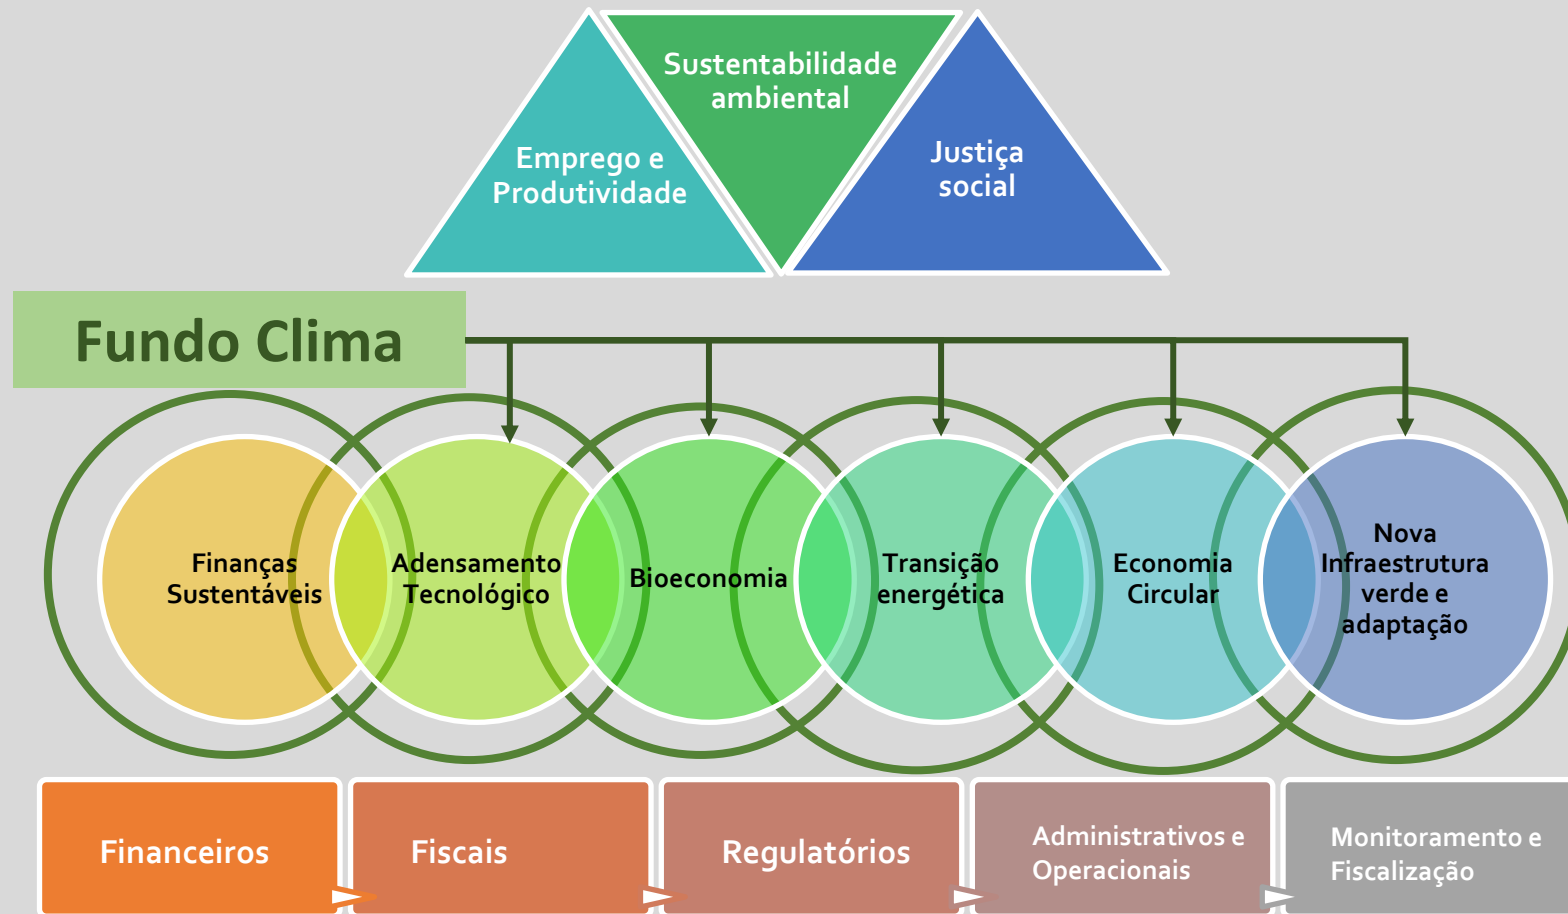 Sustentabilidade
ambiental
Emprego e
Produtividade
Justiça
social
Fundo Clima
Finanças
Sustentáveis
Adensamento
Tecnológico
Bioeconomia
Transição
energética
Economia
Circular
Nova
Infraestrutura
verde e
adaptação
Financeiros
Fiscais
Regulatórios
Administrativos e
Operacionais
Monitoramento e
Fiscalização